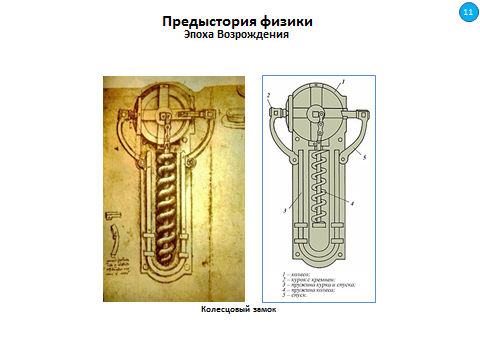 11
Предыстория физики
Эпоха Возрождения
1
2
5
3
4
1 – колесо;
2 – курок с кремнем;
3 – пружина курка и спуска;
4 – пружина колеса;
5 – спуск.
Колесцовый замок